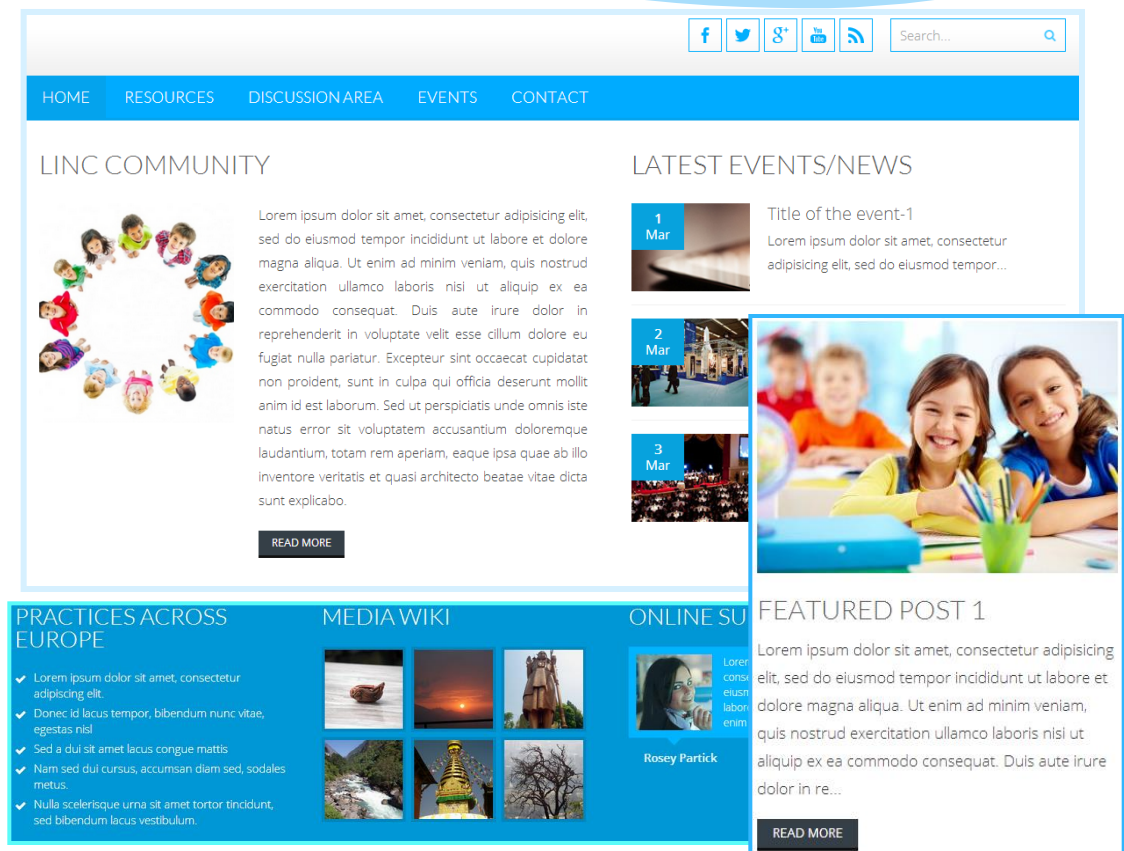 Search...
HOME RESOURCES DISCUSSION AREA EVENTS CONTACT
LINC COMMUNITY
Lorem ipsum dolor sit amet, consectetur adipisicing elit,
sed do eiusmod tempor incididunt ut labore et dolore
magna aliqua. Ut enim ad minim veniam, quis nostrud
exercitation ullamco laboris nisi ut aliquip ex ea
commodo consequat. Duis aute irure dolor in
reprehenderit in voluptate velit esse cillum dolore eu
fugiat nulla pariatur. Excepteur sint occaecat cupidatat
non proident, sunt in culpa qui officia deserunt mollit
anim id est laborum. Sed ut perspiciatis unde omnis iste
natus error sit voluptatem accusantium doloremque
laudantium, totam rem aperiam, eaque ipsa quae ab illo
inventore veritatis et quasi architecto beatae vitae dicta
sunt explicabo.
READ MORE
LATEST EVENTS/NEWS
1
Mar
Title of the event-1
Lorem ipsum dolor sit amet, consectetur
adipisicing elit, sed do eiusmod tempor...
2
Mar
3
Mar
PRACTICES ACROSS
EUROPE
Lorem ipsum dolor sit amet, consectetur
adipiscing elit.
Donec id lacus tempor, bibendum nunc vitae,
egestas nisl
Sed a dui sit amet lacus congue mattis
Nam sed dui cursus, accumsan diam sed, sodales
metus.
Nulla scelerisque urna sit amet tortor tincidunt,
sed bibendum lacus vestibulum.
MEDIA WIKI
ONLINE SU
Lorer
conse
eiusn
labor
enim
Rosey Partick
FEATURED POST 1
Lorem ipsum dolor sit amet, consectetur adipisicing
elit, sed do eiusmod tempor incididunt ut labore et
dolore magna aliqua. Ut enim ad minim veniam,
quis nostrud exercitation ullamco laboris nisi ut
aliquip ex ea commodo consequat. Duis aute irure
dolor in re...
READ MORE